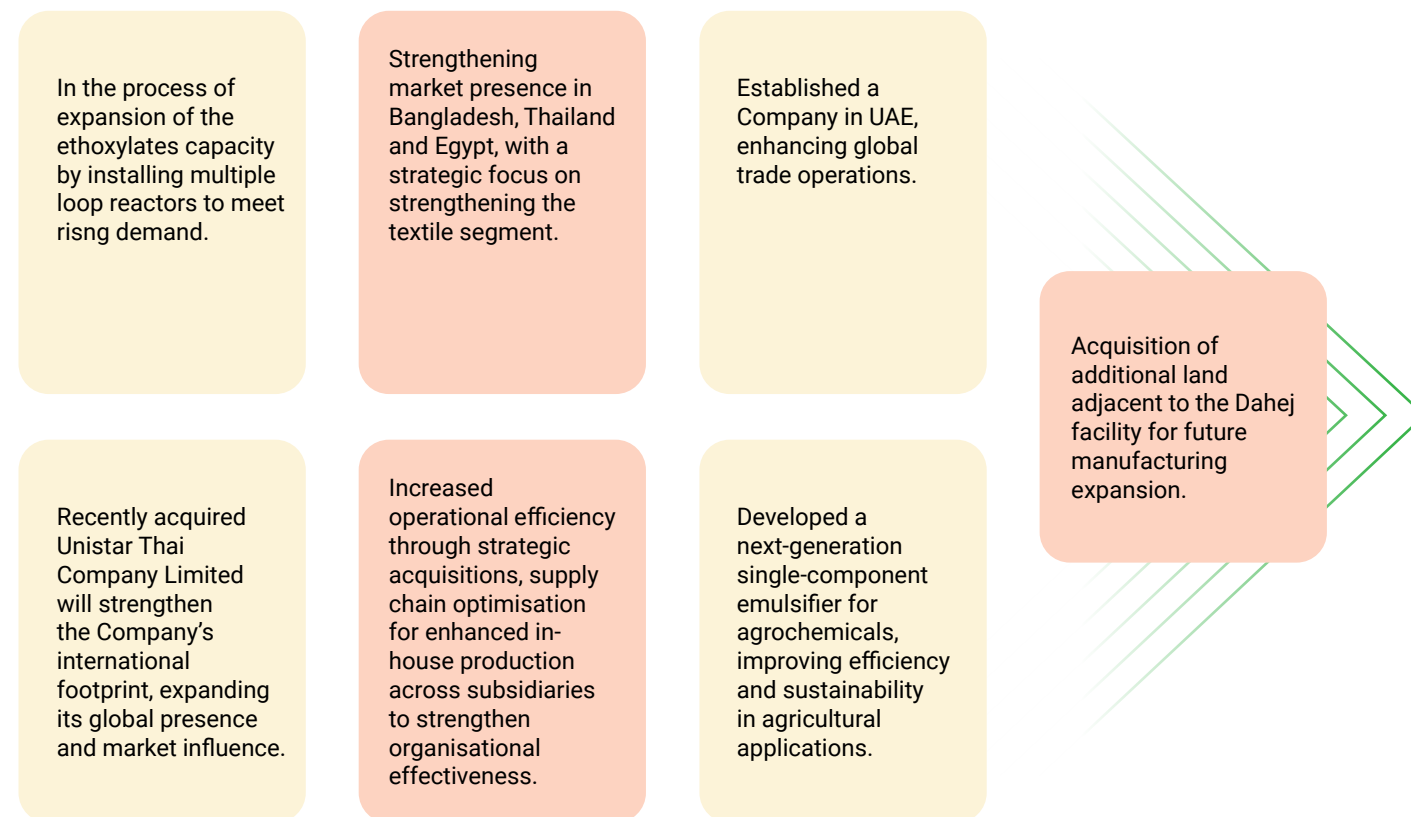 In the process of
expansion of the
ethoxylates capacity
by installing multiple
loop reactors to meet
risng demand.
Strengthening
market presence in
Bangladesh, Thailand
and Egypt, with a
strategic focus on
strengthening the
textile segment.
Established a
Company in UAE,
enhancing global
trade operations.
Acquisition of
additional land
adjacent to the Dahej
facility for future
manufacturing
expansion.
Recently acquired
Unistar Thai
Company Limited
will strengthen
the Company’s
international
footprint, expanding
its global presence
and market influence.
Increased
operational efficiency
through strategic
acquisitions, supply
chain optimisation
for enhanced in-
house production
across subsidiaries
to strengthen
organisational
effectiveness.
Developed a
next-generation
single-component
emulsifier for
agrochemicals,
improving efficiency
and sustainability
in agricultural
applications.